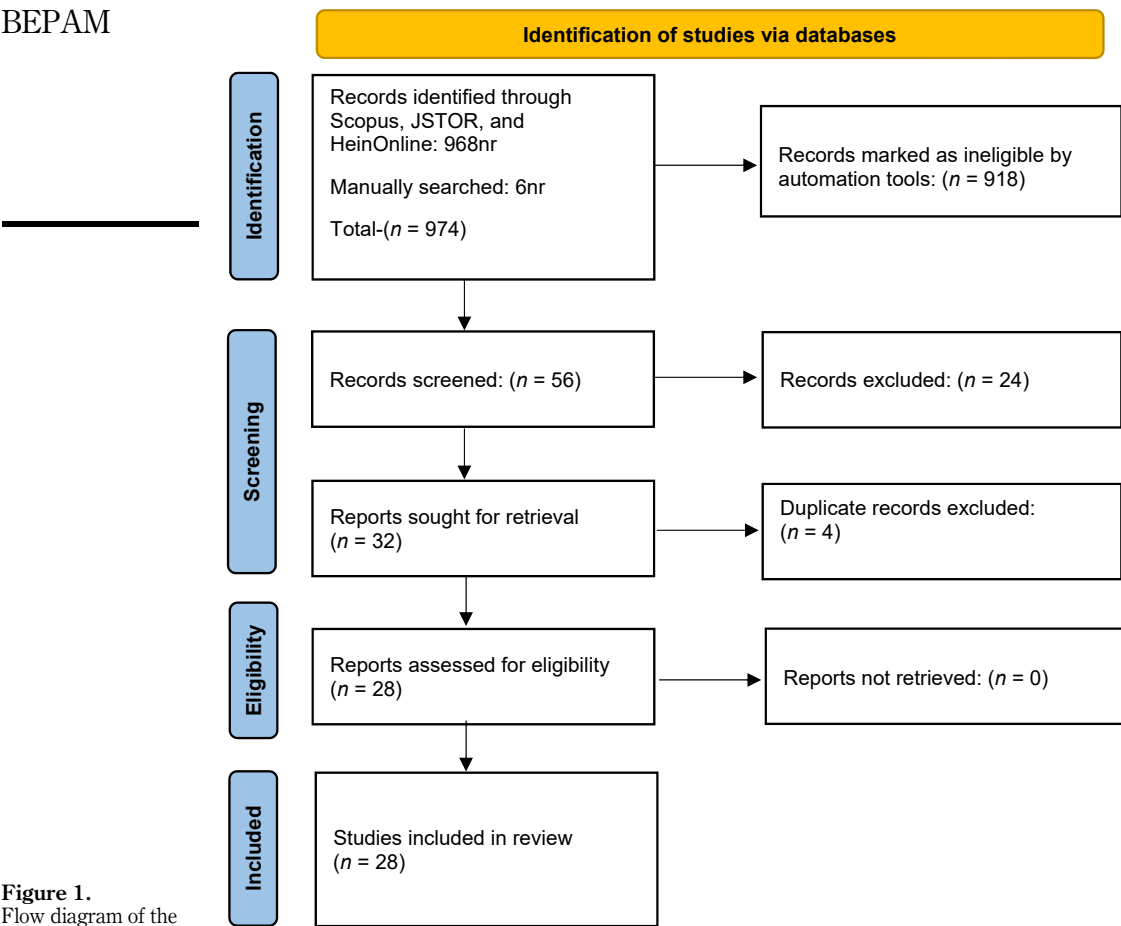 BEPAM
Identification of studies via databases
Identification
Records identified through
Scopus, JSTOR, and
HeinOnline: 968nr
Manually searched: 6nr
Total-(n = 974)
Records marked as ineligible by
automation tools: (n = 918)
Screening
Records screened: (n = 56)
Records excluded: (n = 24)
Reports sought for retrieval
(n = 32)
Duplicate records excluded:
(n = 4)
Eligibility
Reports assessed for eligibility
(n = 28)
Reports not retrieved: (n = 0)
Included
Studies included in review
(n = 28)
Figure 1.
Flow diagram of the